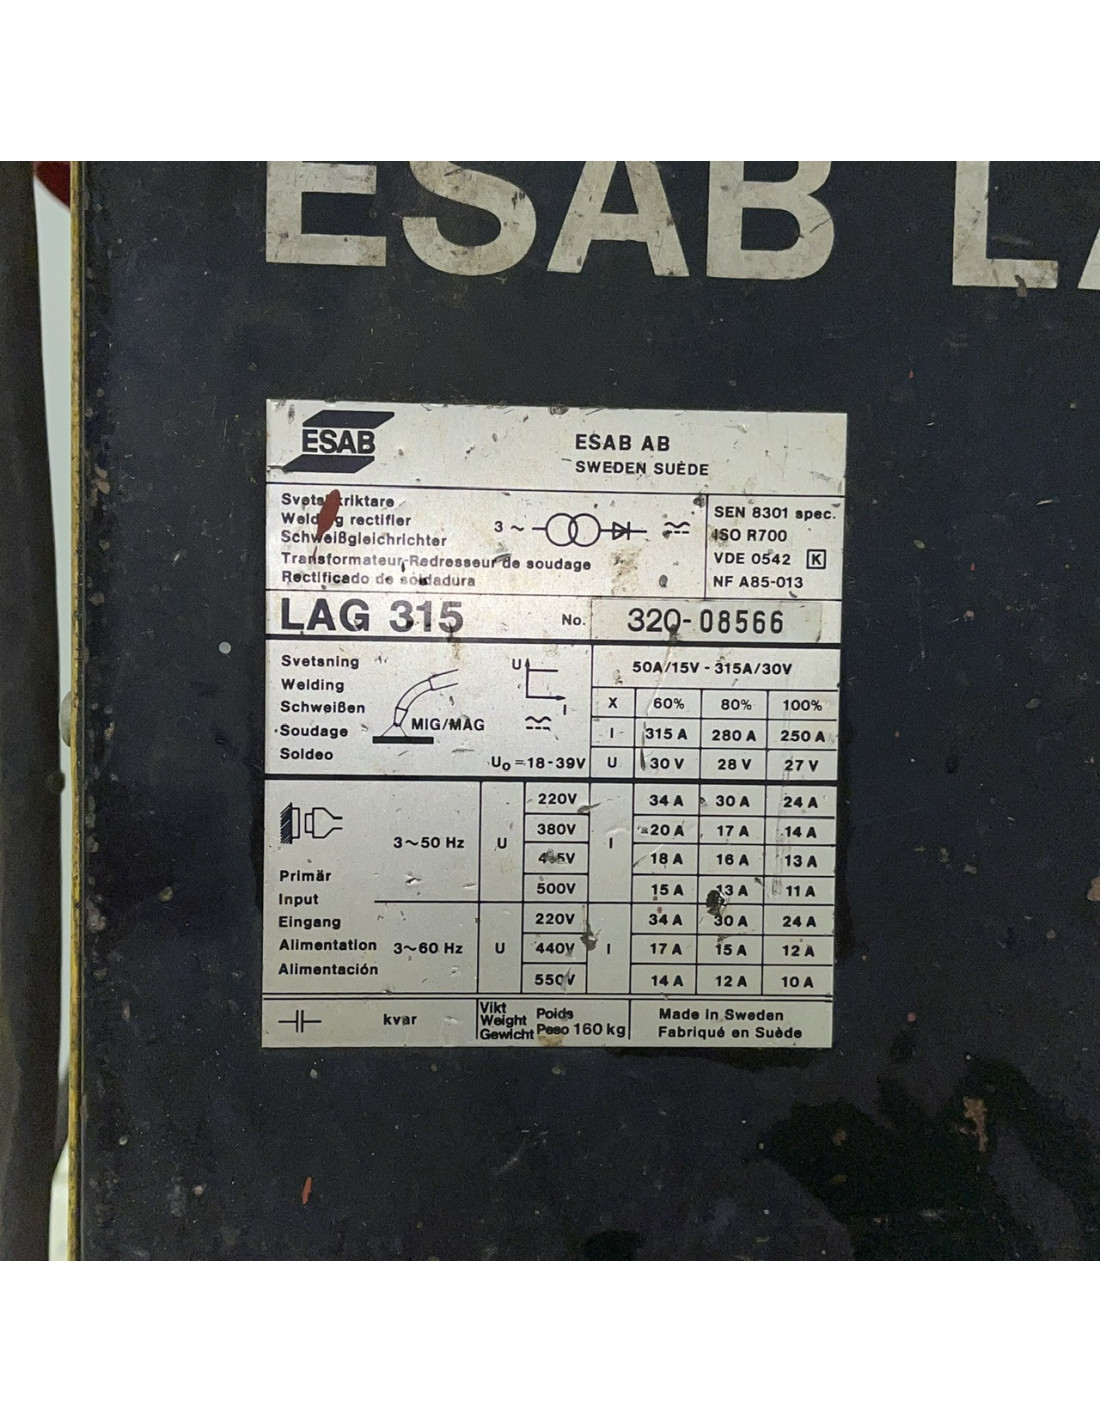 ESAB
ESAB
ESAB AB
SWEDEN SUÈDE
Welding rectifier
Schweißgleichrichter
Transformateur-Redresseur de soudage
Rectificado de soldadura
3 ~
SEN 8301 spec.
ISO R700
VDE 0542 K
NF A85-013
LAG 315 No. 320-08566
Svetsning
Welding
Schweißen
Soudage
Soldeo
MIG/MAG
U
I
U₀ = 18-39V
50A/15V - 315A/30V
X 60% 80% 100%
I 315 A 280 A 250 A
U 30 V 28 V 27 V
Primär
Input
Eingang
Alimentation
Alimentación
3~50 Hz U I
220V 34 A 30 A 24 A
380V 20 A 17 A 14 A
18 A 16 A 13 A
500V 15 A 13 A 11 A
3~60 Hz U I
220V 34 A 30 A 24 A
440V 17 A 15 A 12 A
550V 14 A 12 A 10 A
kvar
Vikt Poids
Weight
Gewicht Peso 160 kg
Made in Sweden
Fabriqué en Suède